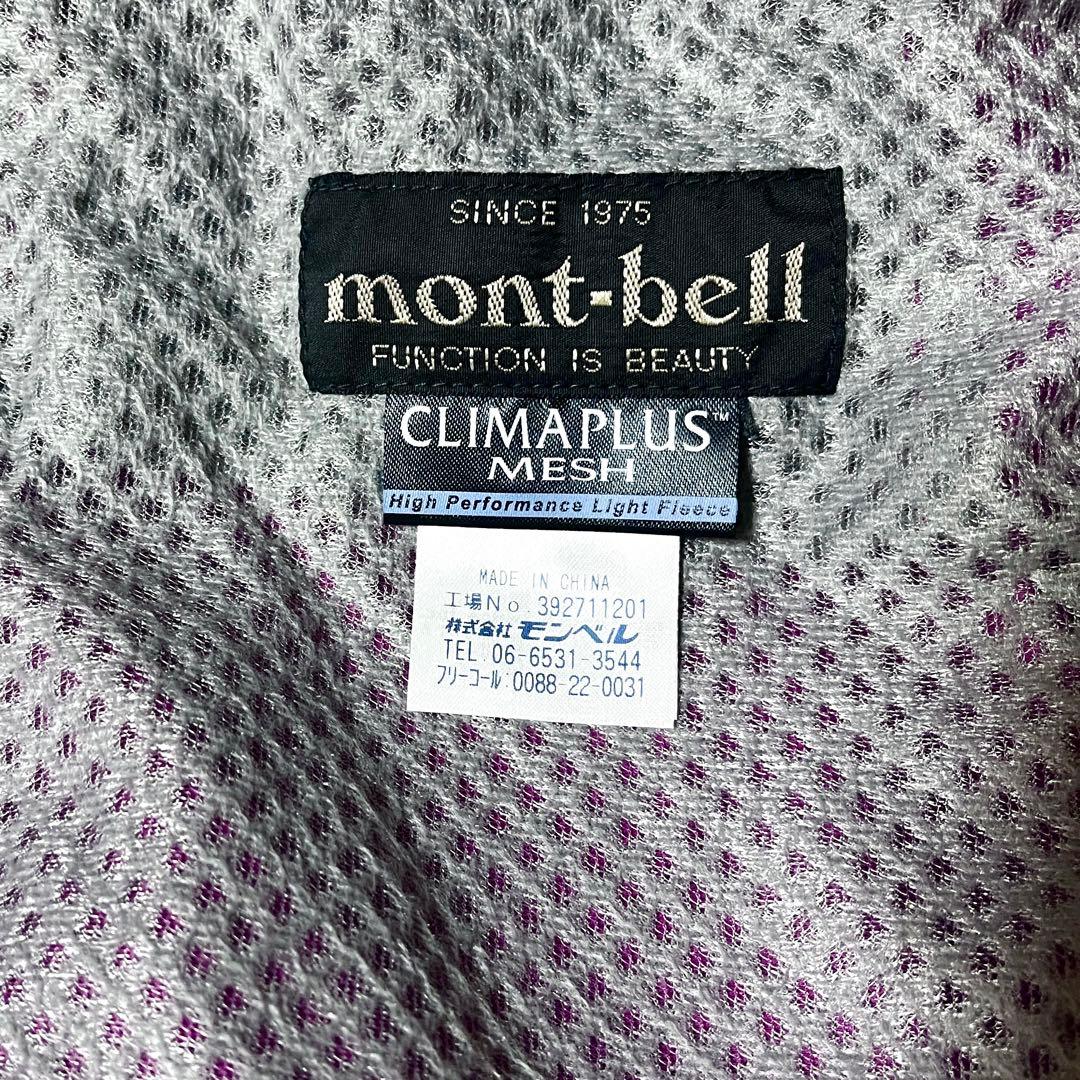 SINCE 1975
mont-bell
FUNCTION IS BEAUTY
CLIMAPLUS™
MESH
High Performance Light Fleece
MADE IN CHINA
工場No.392711201
株式会社モンベル
TEL.06-6531-3544
フリーコール:0088-22-0031